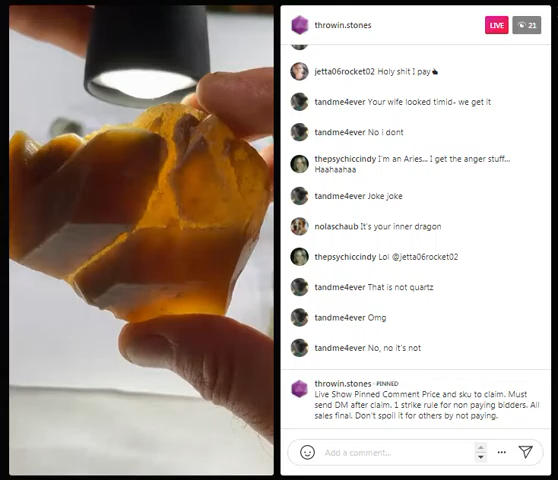 throwin.stones
LIVE
21
jetta06rocket02 Holy shit I pay
tandme4ever Your wife looked timid- we get it
tandme4ever No i dont
thepsychiccindy I'm an Aries... I get the anger stuff...
Haahaahaa
tandme4ever Joke joke
nolaschaub It's your inner dragon
thepsychiccindy Lol @jetta06rocket02
tandme4ever That is not quartz
tandme4ever Omg
tandme4ever No, no it's not
throwin.stones · PINNED
Live Show Pinned Comment Price and sku to claim. Must
send DM after claim. 1 strike rule for non paying bidders. All
sales final. Don't spoil it for others by not paying.
Add a comment...